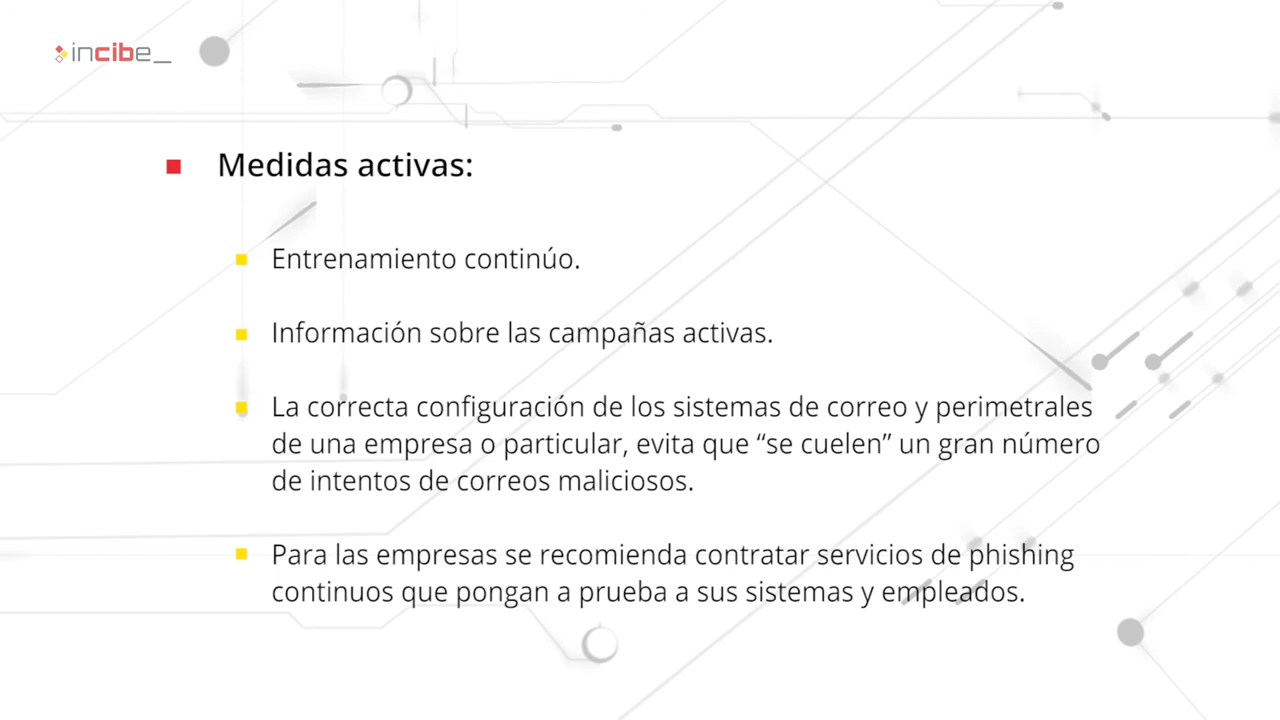 incibe_
Medidas activas:
Entrenamiento continúo.
Información sobre las campañas activas.
La correcta configuración de los sistemas de correo y perimetrales
de una empresa o particular, evita que “se cuelen” un gran número
de intentos de correos maliciosos.
Para las empresas se recomienda contratar servicios de phishing
continuos que pongan a prueba a sus sistemas y empleados.